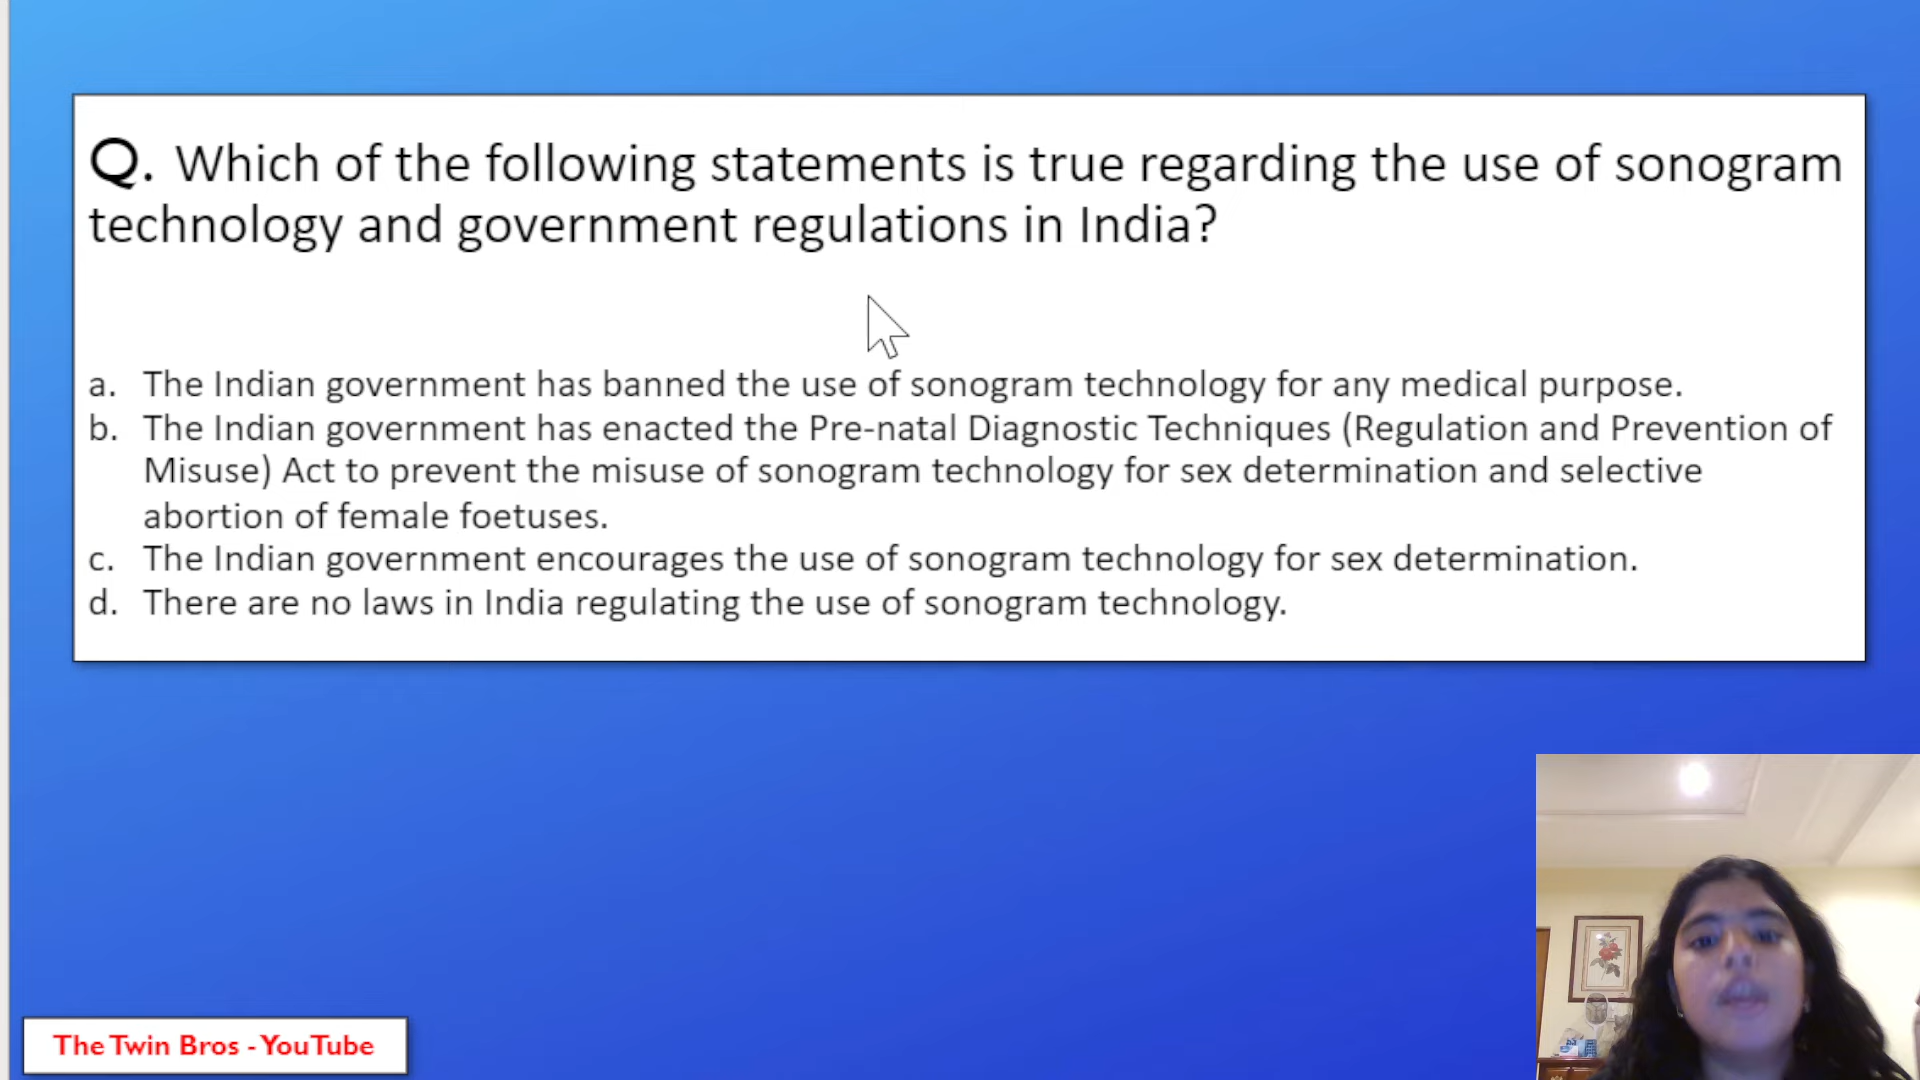 Q. Which of the following statements is true regarding the use of sonogram
technology and government regulations in India?
a. The Indian government has banned the use of sonogram technology for any medical purpose.
b. The Indian government has enacted the Pre-natal Diagnostic Techniques (Regulation and Prevention of
Misuse) Act to prevent the misuse of sonogram technology for sex determination and selective
abortion of female foetuses.
c. The Indian government encourages the use of sonogram technology for sex determination.
d. There are no laws in India regulating the use of sonogram technology.
The Twin Bros - YouTube